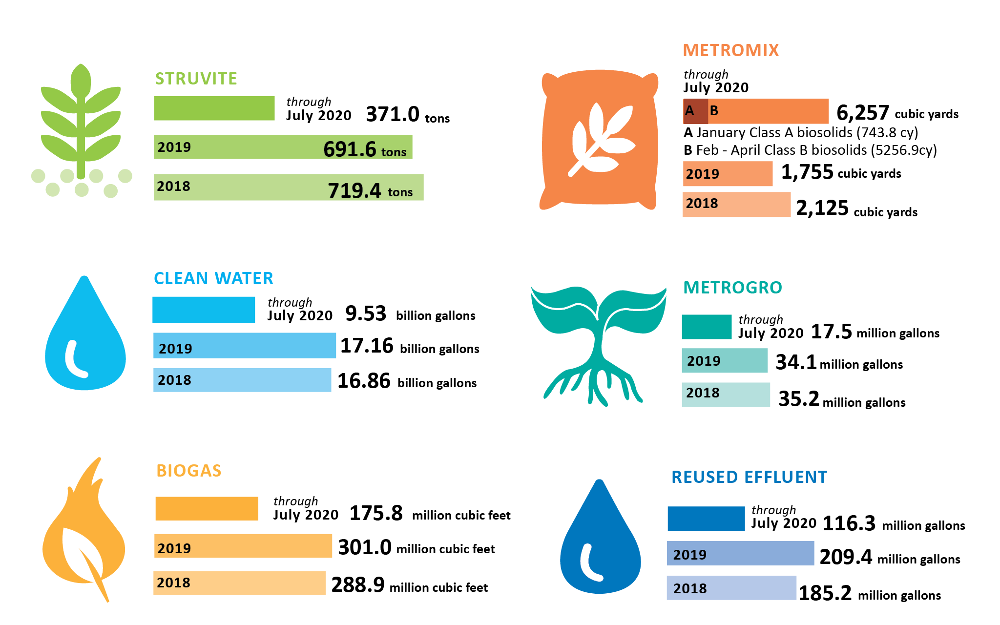 STRUVITE
through
July 2020 371.0 tons
2019 691.6 tons
2018 719.4 tons
METROMIX
through
July 2020
A B 6,257 cubic yards
A January Class A biosolids (743.8 cy)
B Feb - April Class B biosolids (5256.9cy)
2019 1,755 cubic yards
2018 2,125 cubic yards
CLEAN WATER
through
July 2020 9.53 billion gallons
2019 17.16 billion gallons
2018 16.86 billion gallons
METROGRO
through
July 2020 17.5 million gallons
2019 34.1 million gallons
2018 35.2 million gallons
BIOGAS
through
July 2020 175.8 million cubic feet
2019 301.0 million cubic feet
2018 288.9 million cubic feet
REUSED EFFLUENT
through
July 2020 116.3 million gallons
2019 209.4 million gallons
2018 185.2 million gallons